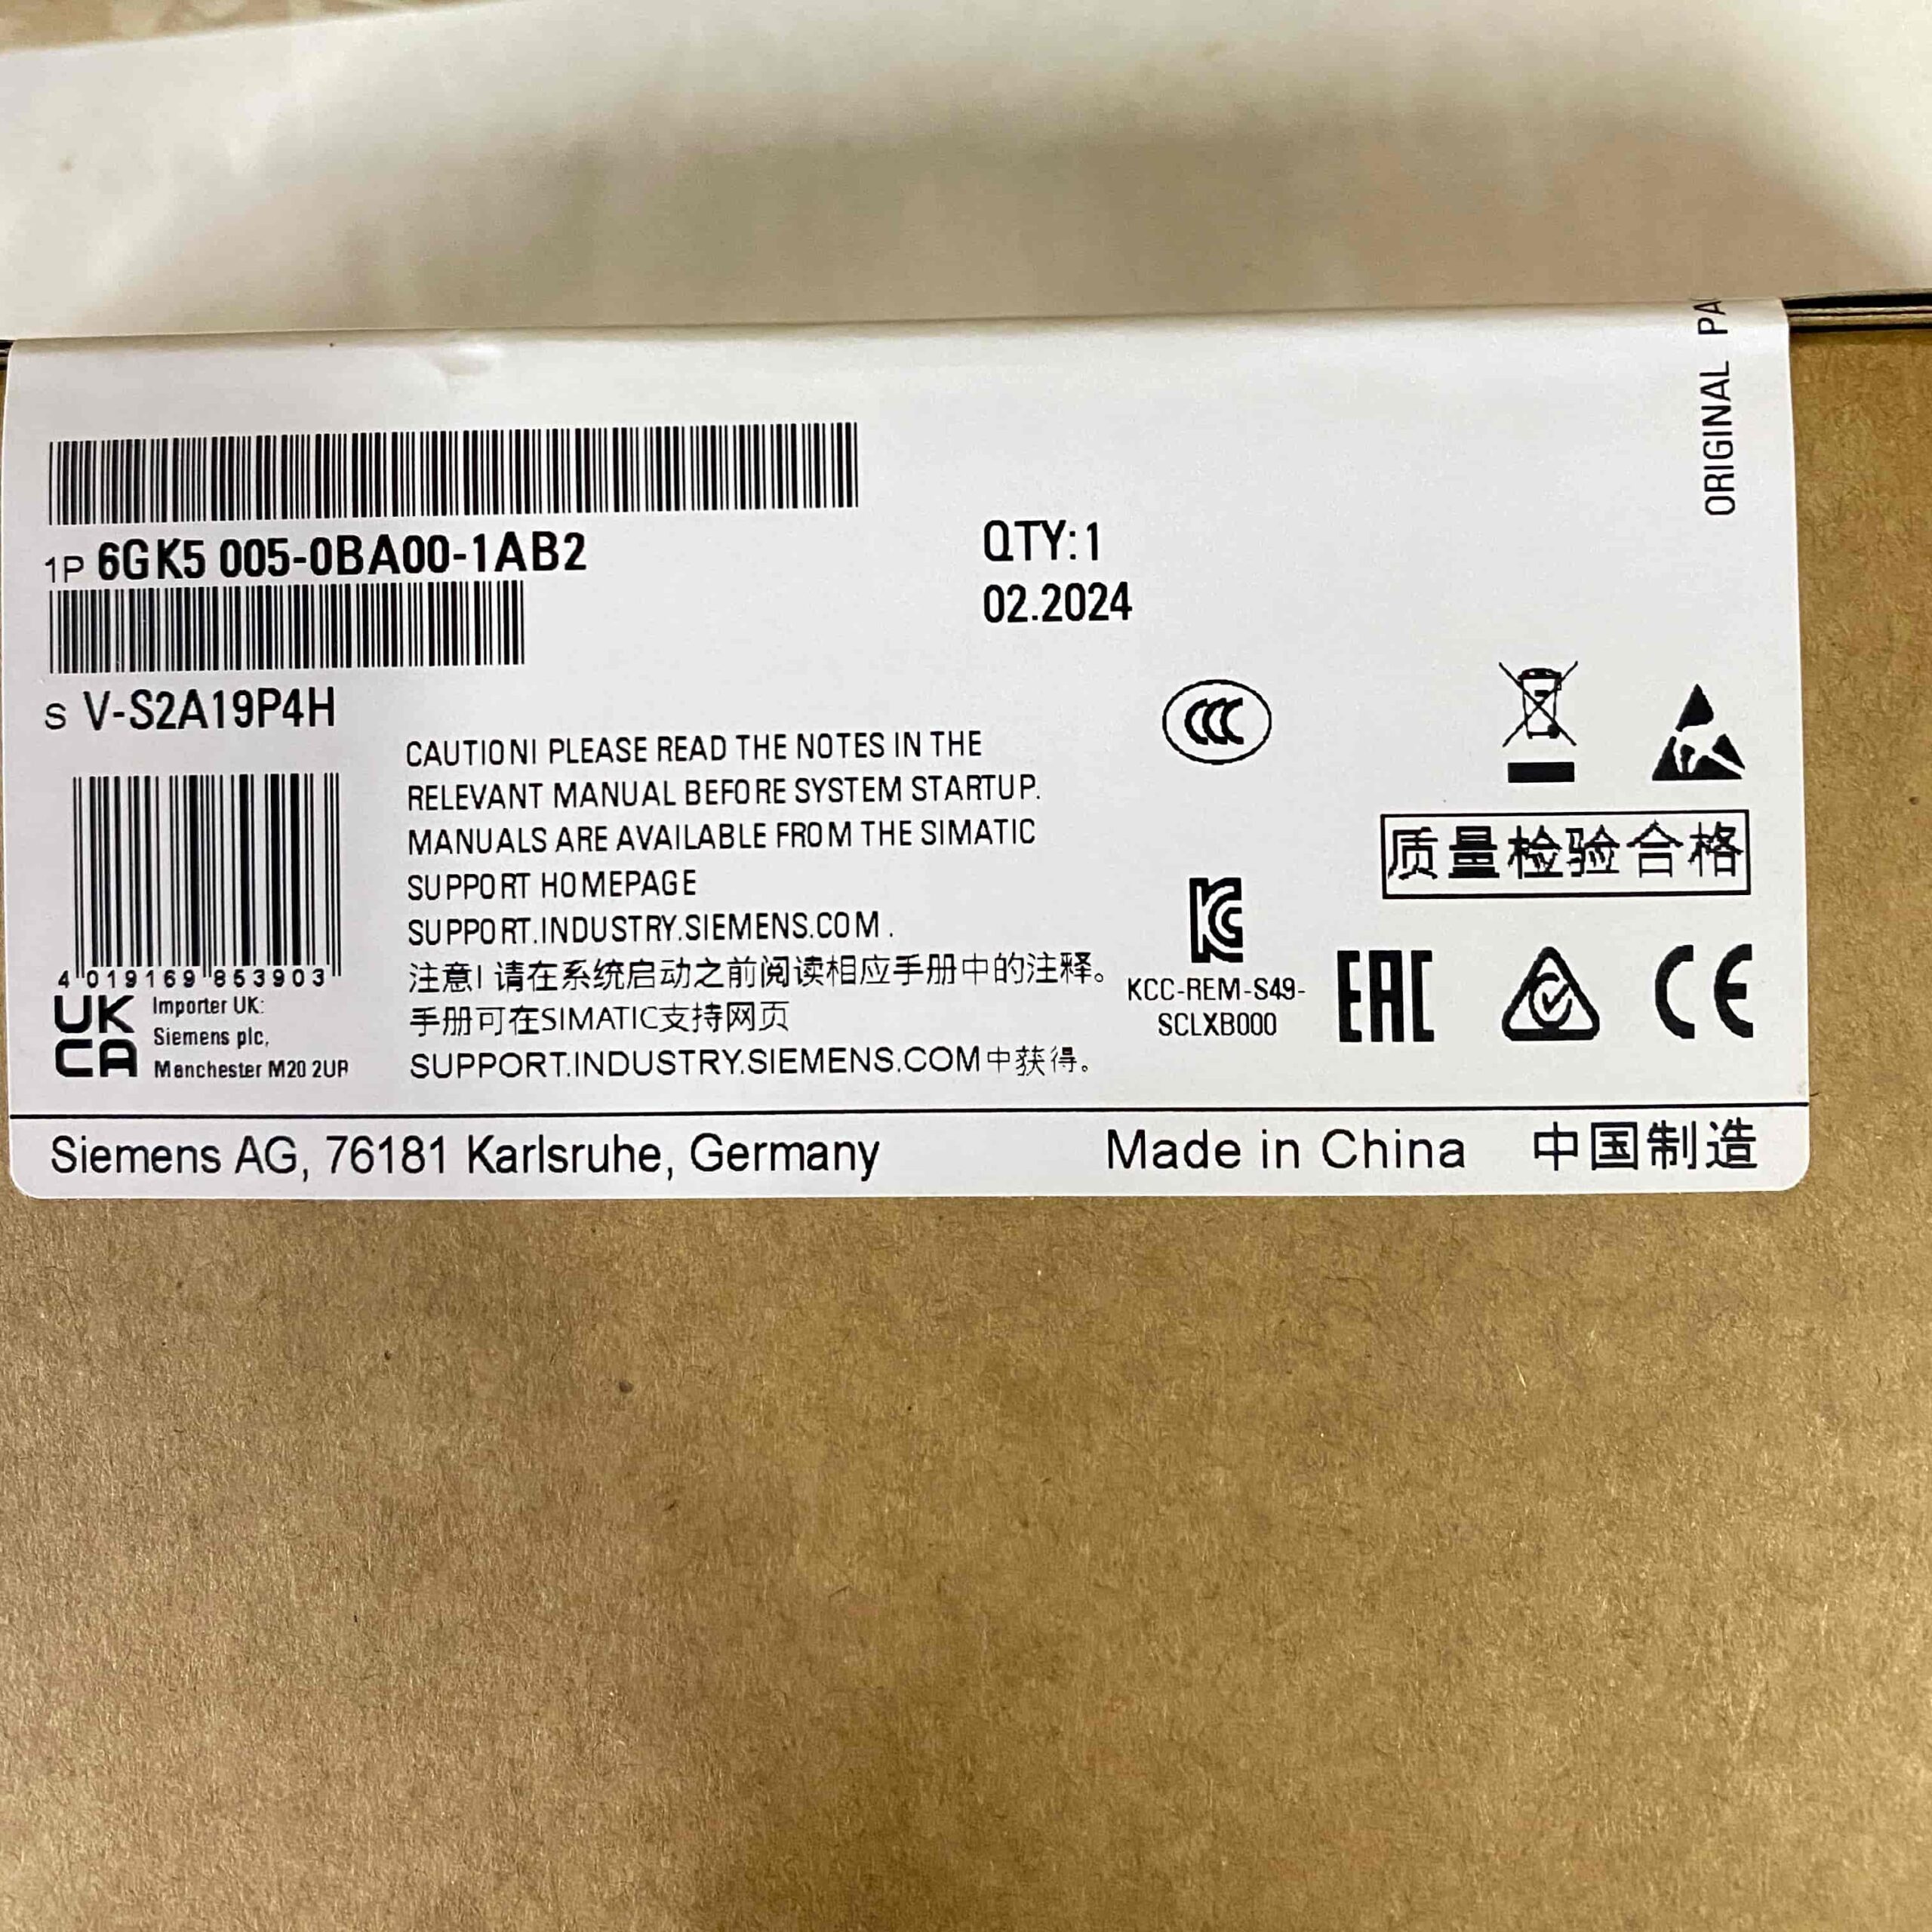 ORIGINAL PA
1P 6GK5 005-0BA00-1AB2
QTY:1
02.2024
S V-S2A19P4H
CAUTION! PLEASE READ THE NOTES IN THE
RELEVANT MANUAL BEFORE SYSTEM STARTUP.
MANUALS ARE AVAILABLE FROM THE SIMATIC
SUPPORT HOMEPAGE
SUPPORT.INDUSTRY.SIEMENS.COM .
注意! 请在系统启动之前阅读相应手册中的注释。
手册可在SIMATIC支持网页
SUPPORT.INDUSTRY.SIEMENS.COM中获得。
4 019169 853903
UK
CA
Importer UK:
Siemens plc,
Manchester M20 2UR
CCC
质量检验合格
KC
KCC-REM-S49-
SCLXB000
EAC
CE
Siemens AG, 76181 Karlsruhe, Germany
Made in China 中国制造